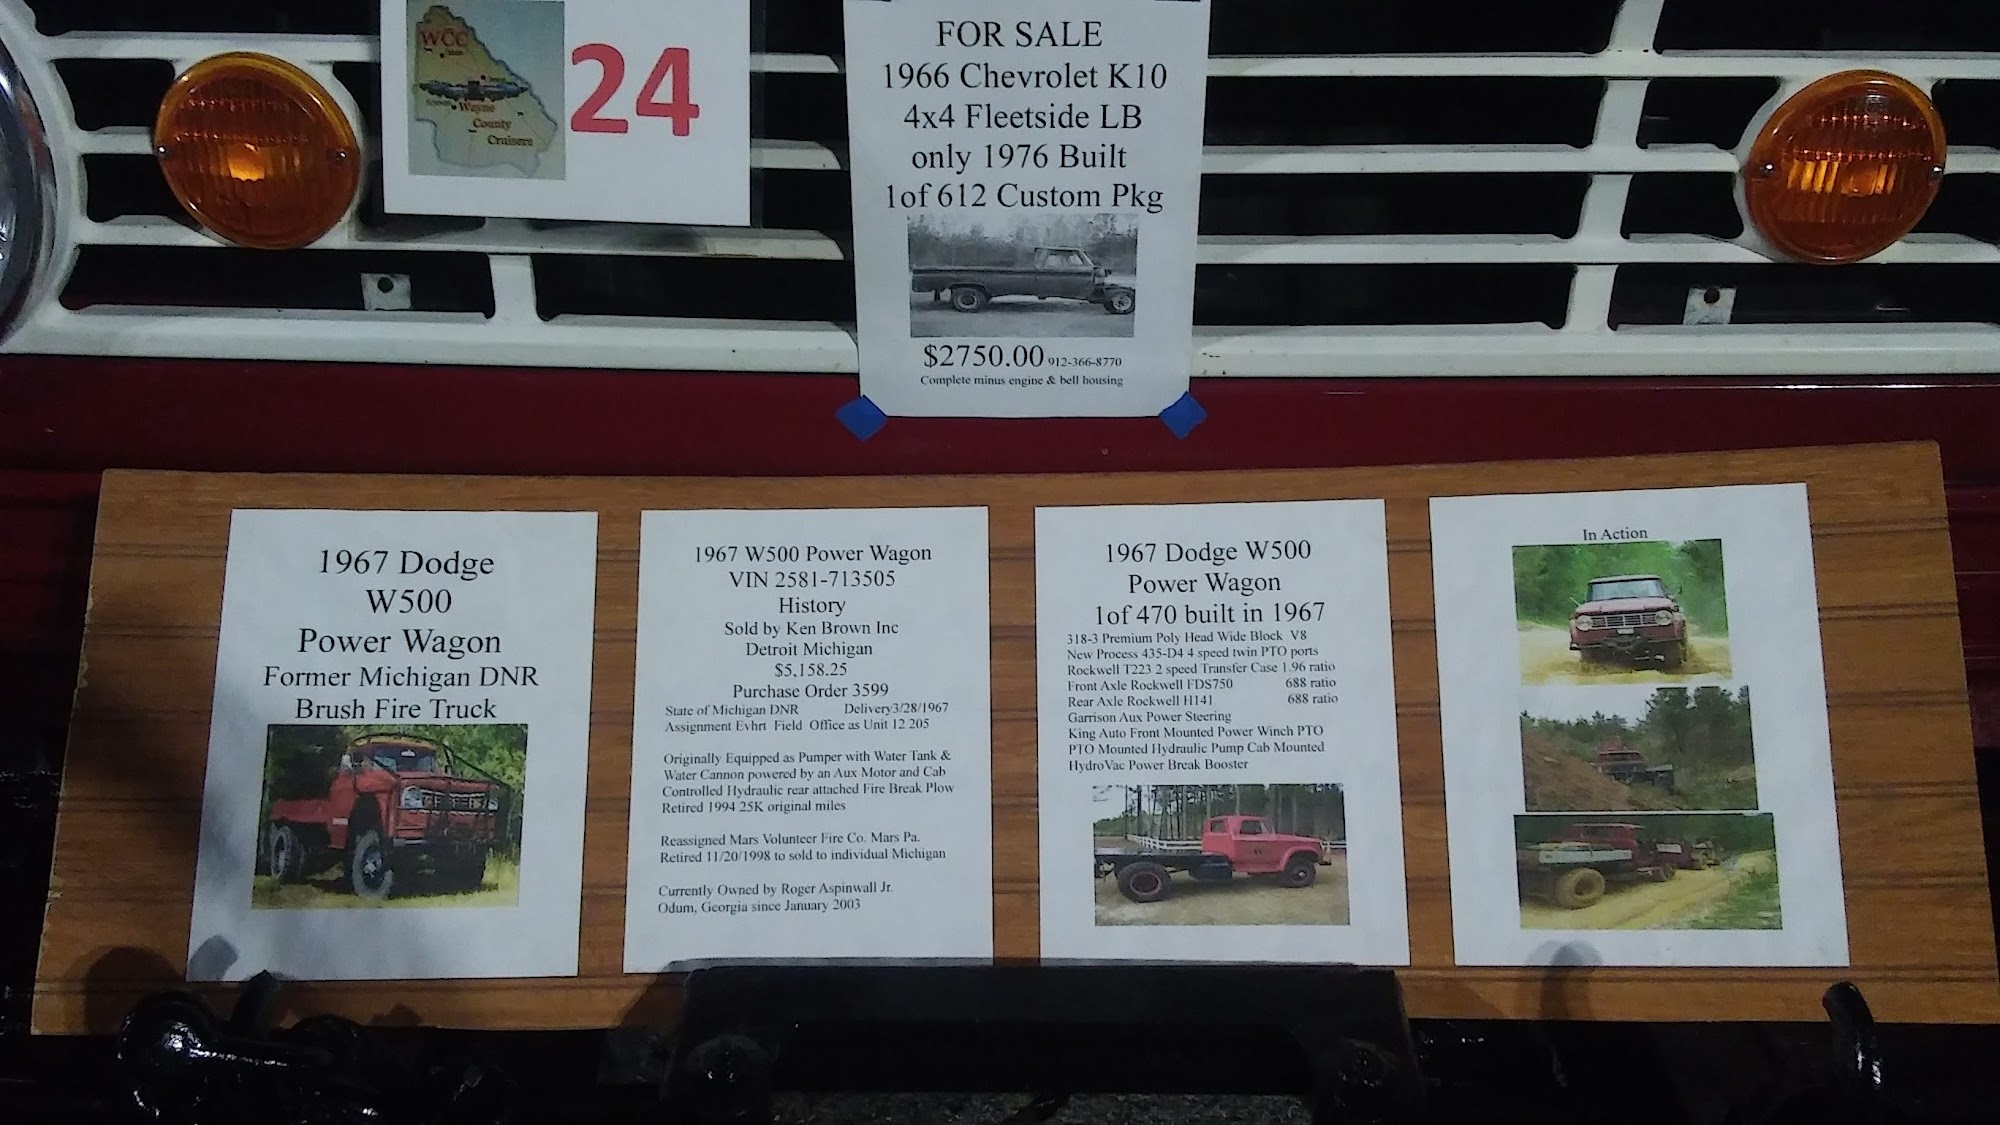 WCC
Wayne
County
Cruisers
24
FOR SALE
1966 Chevrolet K10
4x4 Fleetside LB
only 1976 Built
1of 612 Custom Pkg
$2750.00 912-366-8770
Complete minus engine & bell housing
1967 Dodge
W500
Power Wagon
Former Michigan DNR
Brush Fire Truck
1967 W500 Power Wagon
VIN 2581-713505
History
Sold by Ken Brown Inc
Detroit Michigan
$5,158.25
Purchase Order 3599
State of Michigan DNR Delivery3/28/1967
Assignment Evhrt Field Office as Unit 12 205
Originally Equipped as Pumper with Water Tank &
Water Cannon powered by an Aux Motor and Cab
Controlled Hydraulic rear attached Fire Break Plow
Retired 1994 25K original miles
Reassigned Mars Volunteer Fire Co. Mars Pa.
Retired 11/20/1998 to sold to individual Michigan
Currently Owned by Roger Aspinwall Jr.
Odum, Georgia since January 2003
1967 Dodge W500
Power Wagon
1of 470 built in 1967
318-3 Premium Poly Head Wide Block V8
New Process 435-D4 4 speed twin PTO ports
Rockwell T223 2 speed Transfer Case 1.96 ratio
Front Axle Rockwell FDS750 688 ratio
Rear Axle Rockwell H141 688 ratio
Garrison Aux Power Steering
King Auto Front Mounted Power Winch PTO
PTO Mounted Hydraulic Pump Cab Mounted
HydroVac Power Break Booster
In Action